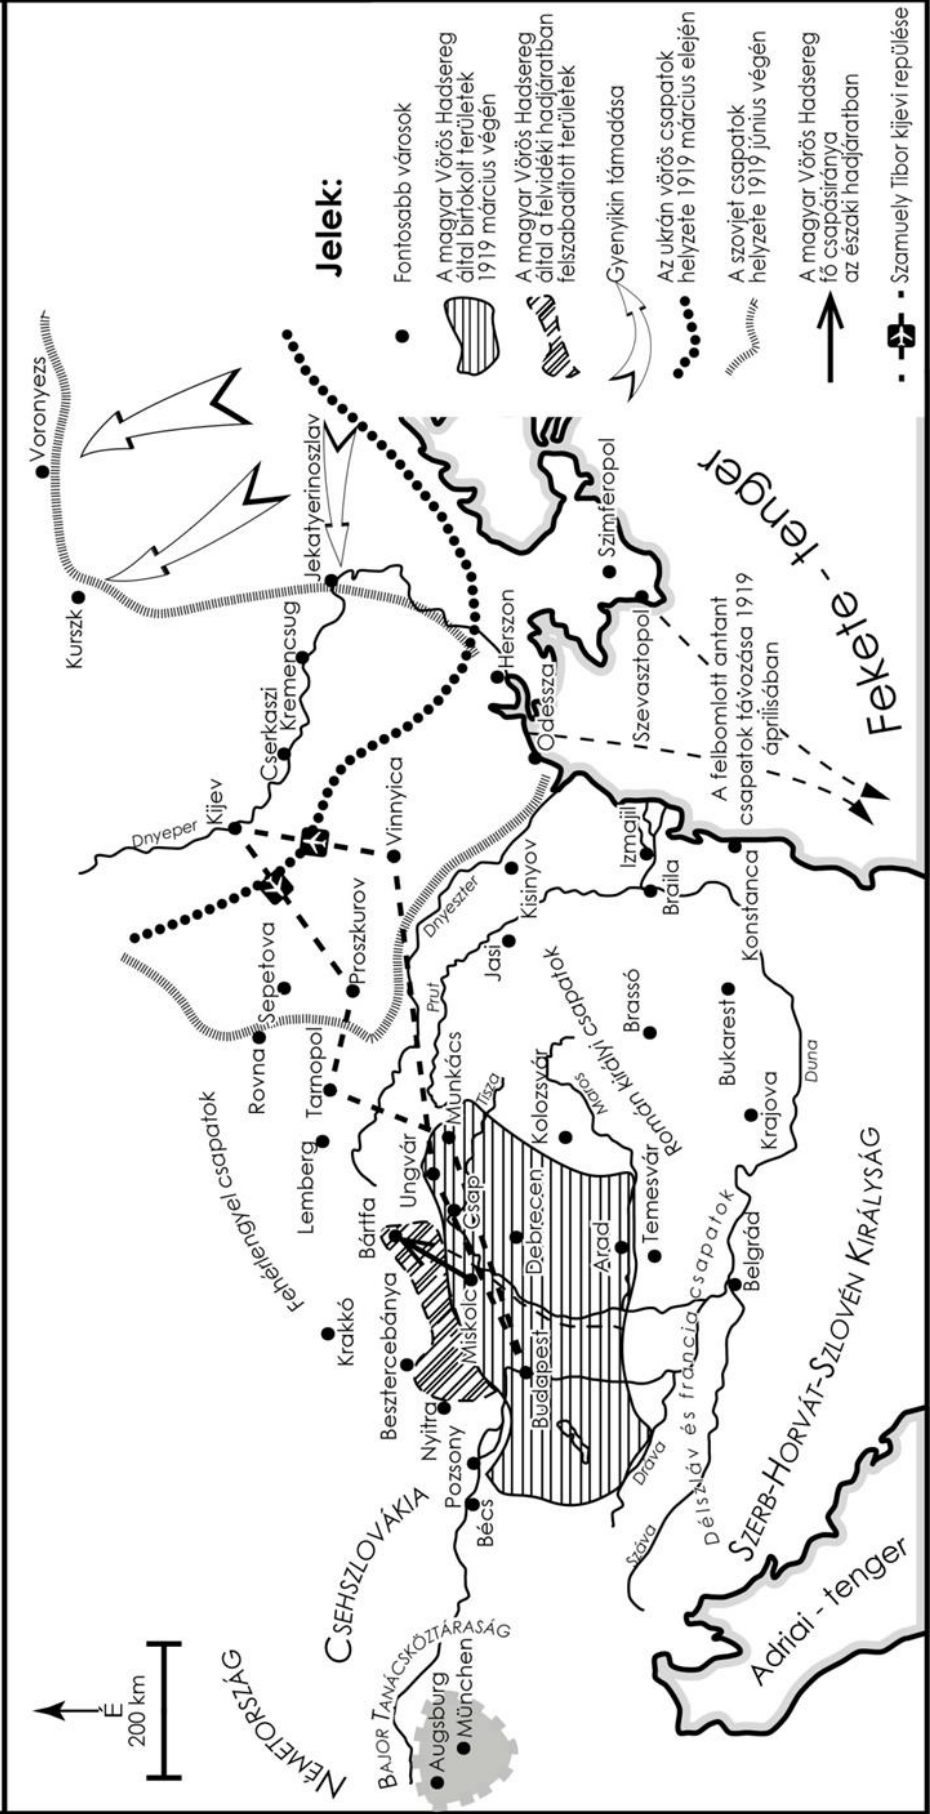 É
200 km
NÉMETORSZÁG
CSEHSZLOVÁKIA
BAJOR TANÁCSKÖZTÁRASÁG
Augsburg
München
Bécs
Pozsony
Nyitra
Besztercebánya
Krakkó
Bártfa
Fehérlengyel csapatok
Lemberg
Tarnopol
Rovna
Sepetova
Proszkurov
Vinnyica
Kijev
Dnyeper
Cserkaszi
Kremencsug
Jekatyerinoszlav
Kurszk
Voronyezs
Ungvár
Munkács
Csap
Miskolc
Budapest
Debrecen
Arad
Temesvár
Kolozsvár
Tisza
Maros
Prut
Dnyeszter
Jasi
Kisinyov
Román királyi csapatok
Brassó
Bukarest
Krajova
Duna
Konstanca
Braila
Izmajil
Odessza
Herszon
Szimferopol
Szevasztopol
A felbomlott antant
csapatok távozása 1919
áprilisában
Fekete - tenger
Belgrád
Délszláv és francia csapatok
Dráva
Száva
SZERB-HORVÁT-SZLOVÉN KIRÁLYSÁG
Adriai - tenger
Jelek:
Fontosabb városok
A magyar Vörös Hadsereg
által birtokolt területek
1919 március végén
A magyar Vörös Hadsereg
által a felvidéki hadjáratban
felszabadított területek
Gyenyikin támadása
Az ukrán vörös csapatok
helyzete 1919 március elején
A szovjet csapatok
helyzete 1919 június végén
A magyar Vörös Hadsereg
fő csapásiránya
az északi hadjáratban
Szamuely Tibor kijevi repülése